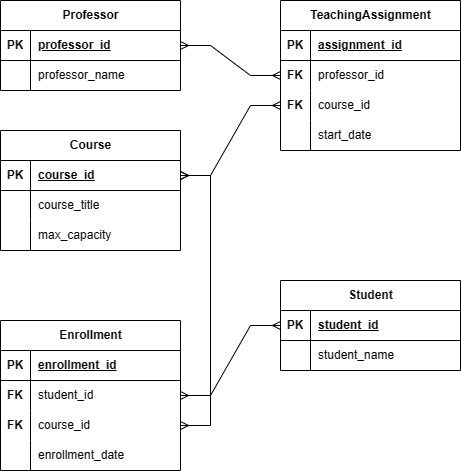 Professor
PK professor_id
professor_name
TeachingAssignment
PK assignment_id
FK professor_id
FK course_id
start_date
Course
PK course_id
course_title
max_capacity
Student
PK student_id
student_name
Enrollment
PK enrollment_id
FK student_id
FK course_id
enrollment_date